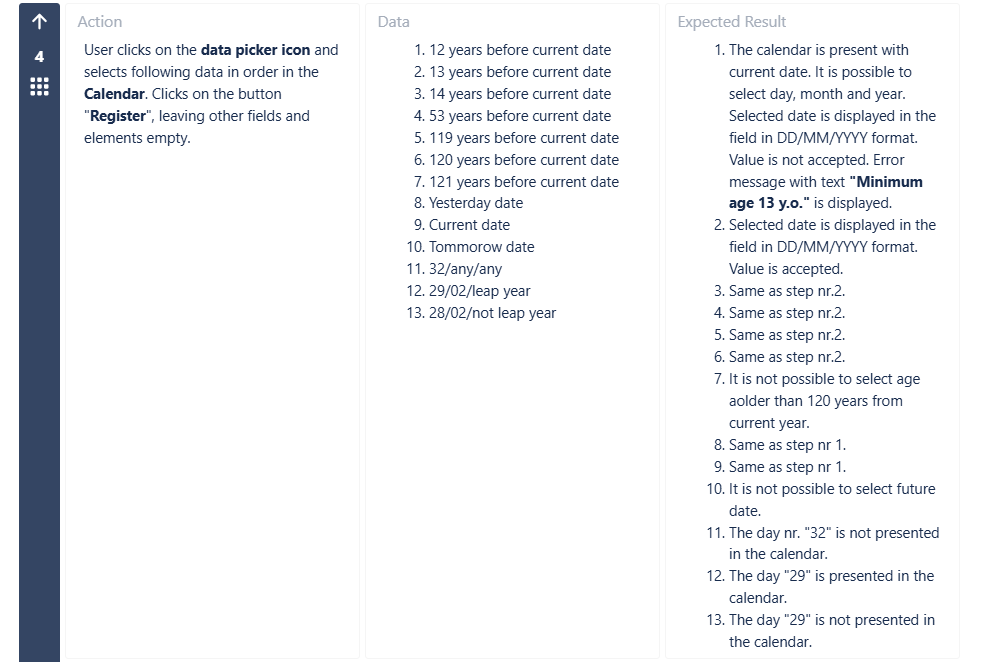 4
Action
User clicks on the data picker icon and
selects following data in order in the
Calendar. Clicks on the button
"Register", leaving other fields and
elements empty.
Data
1. 12 years before current date
2. 13 years before current date
3. 14 years before current date
4. 53 years before current date
5. 119 years before current date
6. 120 years before current date
7. 121 years before current date
8. Yesterday date
9. Current date
10. Tommorow date
11. 32/any/any
12. 29/02/leap year
13. 28/02/not leap year
Expected Result
1. The calendar is present with
current date. It is possible to
select day, month and year.
Selected date is displayed in the
field in DD/MM/YYYY format.
Value is not accepted. Error
message with text "Minimum
age 13 y.o." is displayed.
2. Selected date is displayed in the
field in DD/MM/YYYY format.
Value is accepted.
3. Same as step nr.2.
4. Same as step nr.2.
5. Same as step nr.2.
6. Same as step nr.2.
7. It is not possible to select age
aolder than 120 years from
current year.
8. Same as step nr 1.
9. Same as step nr 1.
10. It is not possible to select future
date.
11. The day nr. "32" is not presented
in the calendar.
12. The day "29" is presented in the
calendar.
13. The day "29" is not presented in
the calendar.